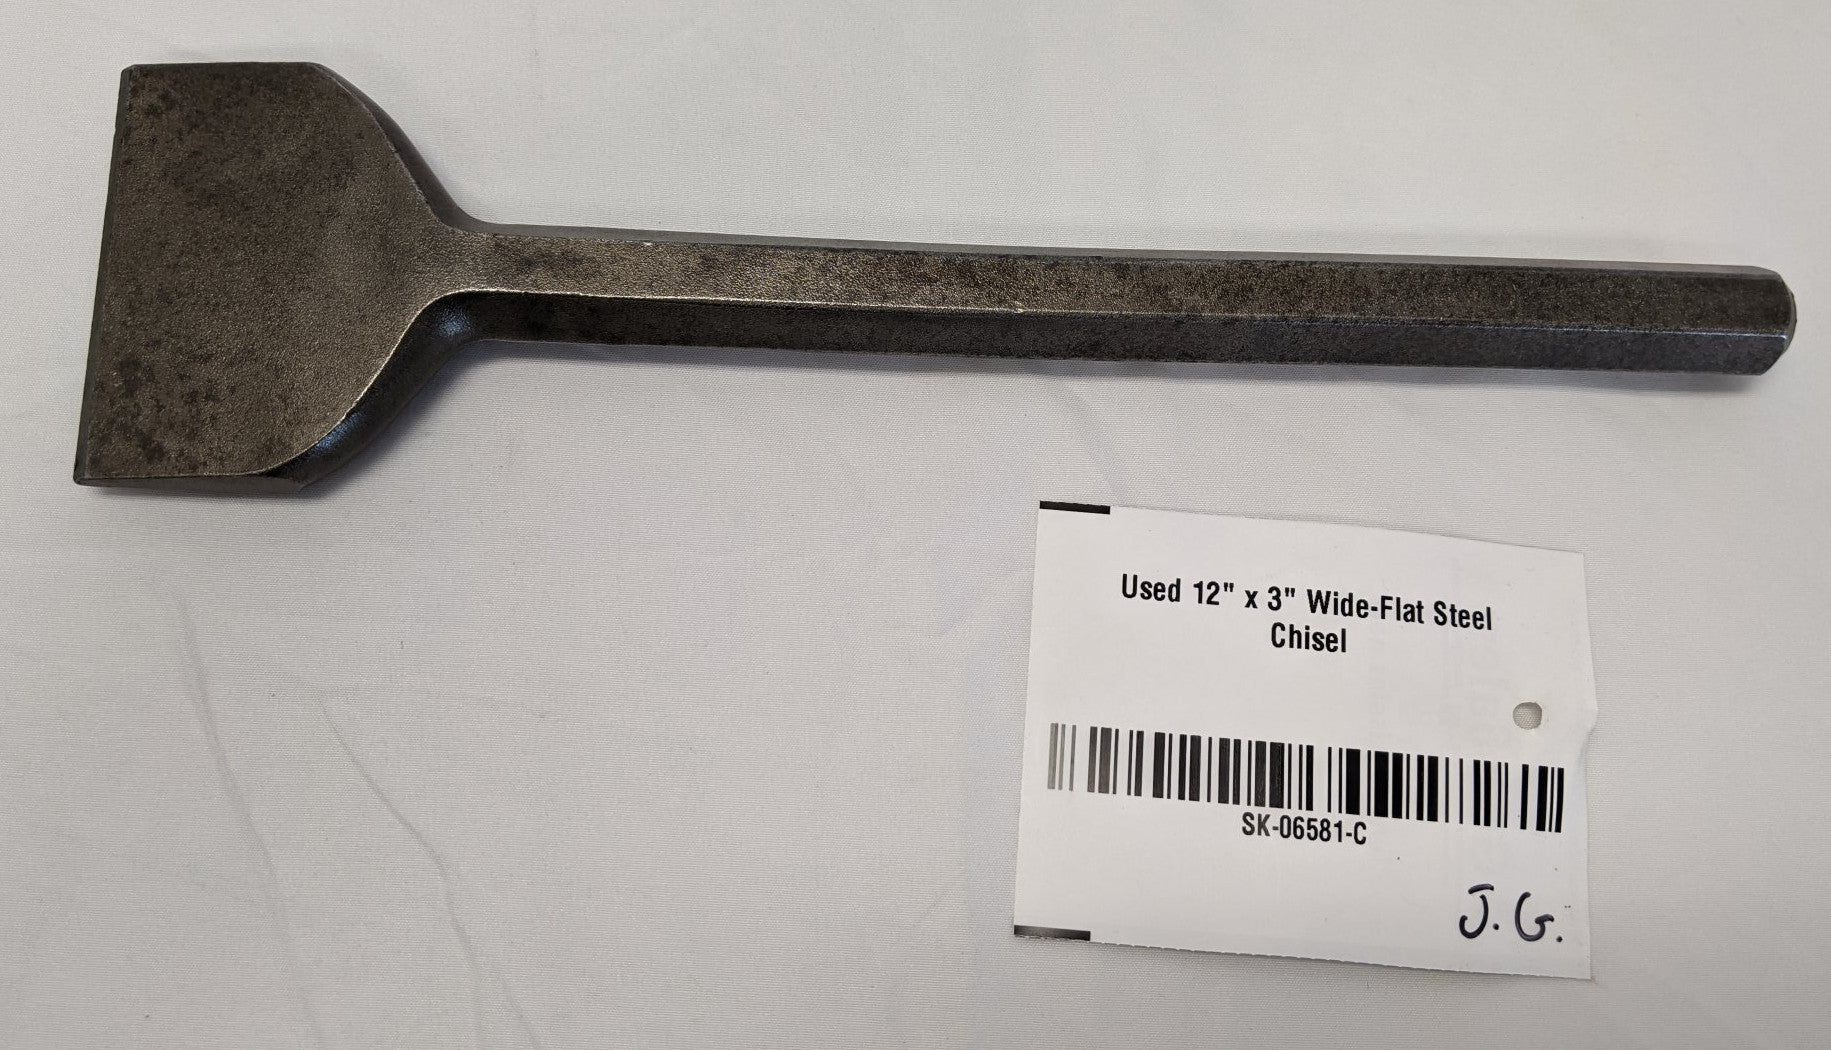 Used 12" x 3" Wide-Flat Steel
Chisel
SK-06581-C
J. G.